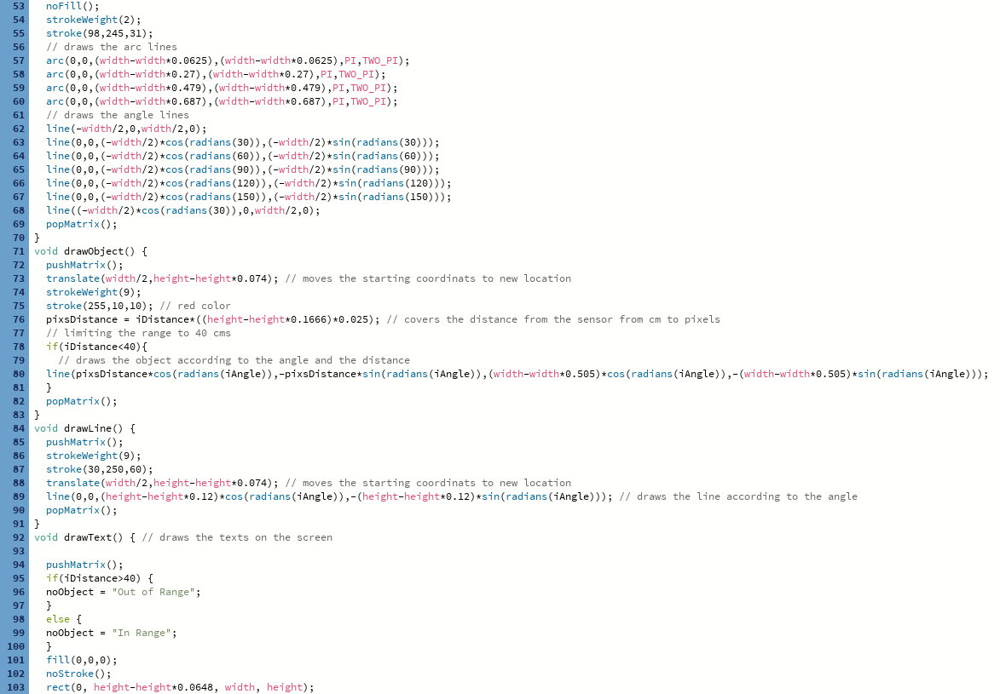 53 noFill();
54 strokeWeight(2);
55 stroke(98,245,31);
56 // draws the arc lines
57 arc(0,0,(width-width*0.0625),(width-width*0.0625),PI,TWO_PI);
58 arc(0,0,(width-width*0.27),(width-width*0.27),PI,TWO_PI);
59 arc(0,0,(width-width*0.479),(width-width*0.479),PI,TWO_PI);
60 arc(0,0,(width-width*0.687),(width-width*0.687),PI,TWO_PI);
61 // draws the angle lines
62 line(-width/2,0,width/2,0);
63 line(0,0,(-width/2)*cos(radians(30)),(-width/2)*sin(radians(30)));
64 line(0,0,(-width/2)*cos(radians(60)),(-width/2)*sin(radians(60)));
65 line(0,0,(-width/2)*cos(radians(90)),(-width/2)*sin(radians(90)));
66 line(0,0,(-width/2)*cos(radians(120)),(-width/2)*sin(radians(120)));
67 line(0,0,(-width/2)*cos(radians(150)),(-width/2)*sin(radians(150)));
68 line((-width/2)*cos(radians(30)),0,width/2,0);
69 popMatrix();
70 }
71 void drawObject() {
72 pushMatrix();
73 translate(width/2,height-height*0.074); // moves the starting coordinats to new location
74 strokeWeight(9);
75 stroke(255,10,10); // red color
76 pixsDistance = iDistance*((height-height*0.1666)*0.025); // covers the distance from the sensor from cm to pixels
77 // limiting the range to 40 cms
78 if(iDistance<40){
79 // draws the object according to the angle and the distance
80 line(pixsDistance*cos(radians(iAngle)),-pixsDistance*sin(radians(iAngle)),(width-width*0.505)*cos(radians(iAngle)),-(width-width*0.505)*sin(radians(iAngle)));
81 }
82 popMatrix();
83 }
84 void drawLine() {
85 pushMatrix();
86 strokeWeight(9);
87 stroke(30,250,60);
88 translate(width/2,height-height*0.074); // moves the starting coordinats to new location
89 line(0,0,(height-height*0.12)*cos(radians(iAngle)),-(height-height*0.12)*sin(radians(iAngle))); // draws the line according to the angle
90 popMatrix();
91 }
92 void drawText() { // draws the texts on the screen
93
94 pushMatrix();
95 if(iDistance>40) {
96 noObject = "Out of Range";
97 }
98 else {
99 noObject = "In Range";
100 }
101 fill(0,0,0);
102 noStroke();
103 rect(0, height-height*0.0648, width, height);